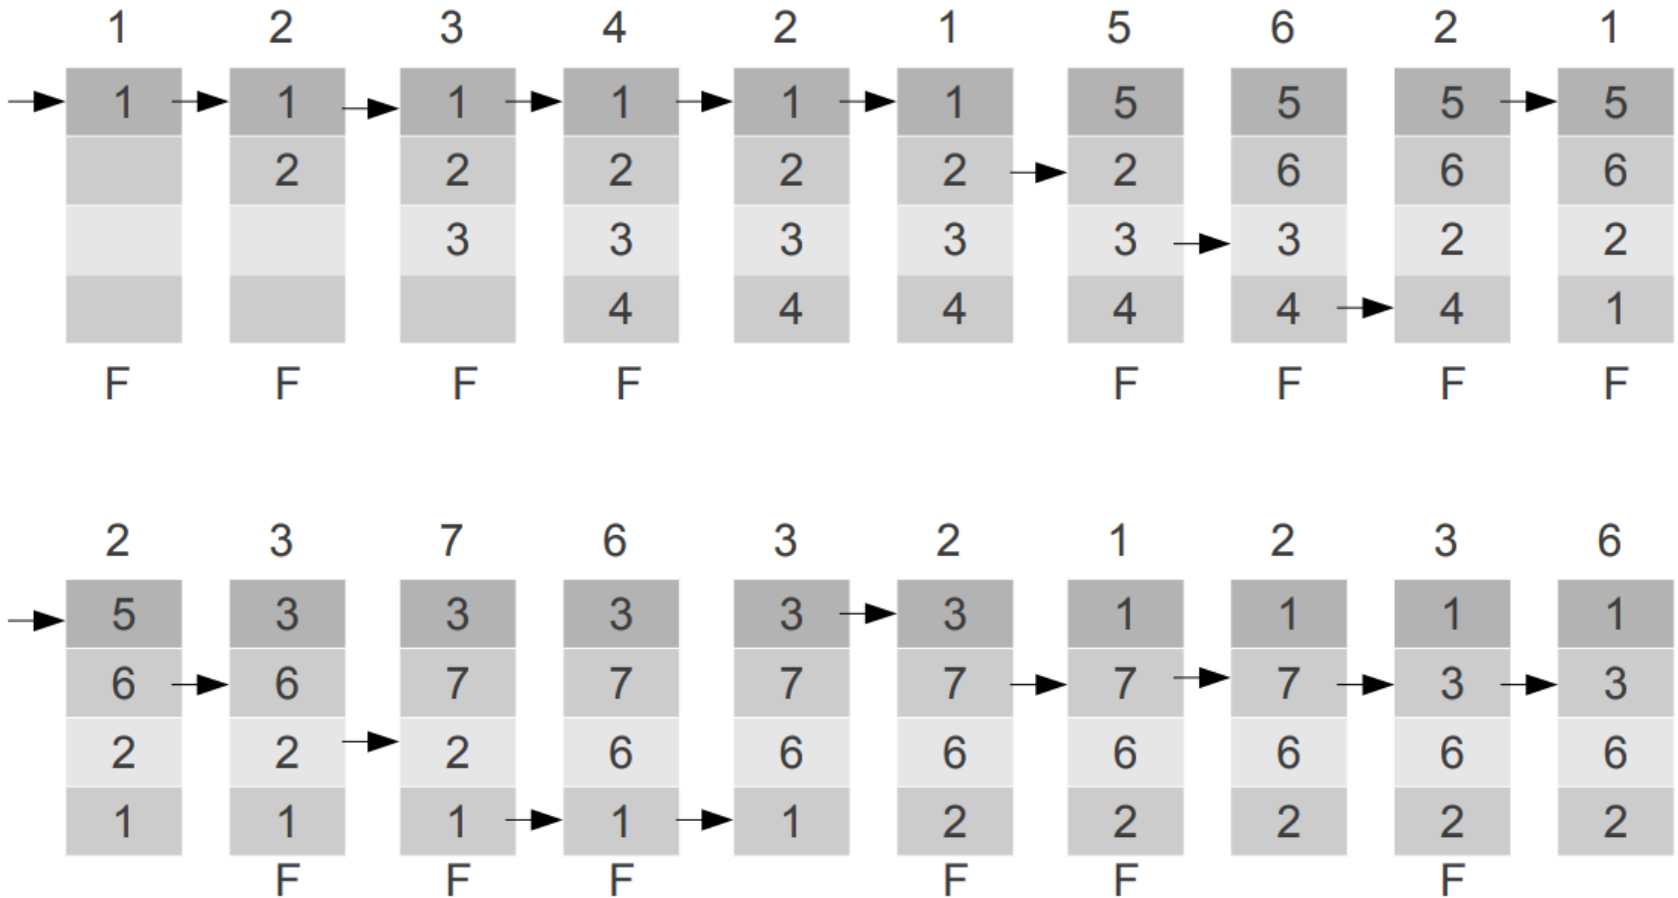 1 2 3 4 2 1 5 6 2 1
1 1 1 1 1 1 5 5 5 5
2 2 2 2 2 2 6 6 6
3 3 3 3 3 3 2 2
4 4 4 4 4 4 1
F F F F F F F F
2 3 7 6 3 2 1 2 3 6
5 3 3 3 3 3 1 1 1 1
6 6 7 7 7 7 7 7 3 3
2 2 2 6 6 6 6 6 6 6
1 1 1 1 1 2 2 2 2 2
F F F F F F